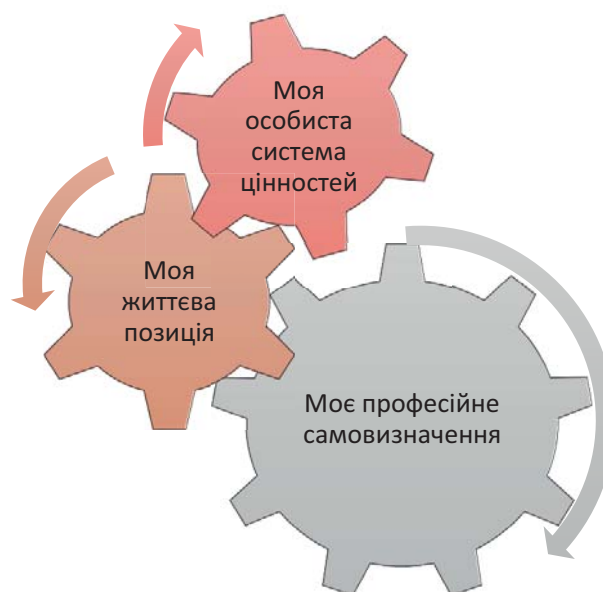 Моя
особиста
система
цінностей
Моя
життєва
позиція
Моє професійне
самовизначення